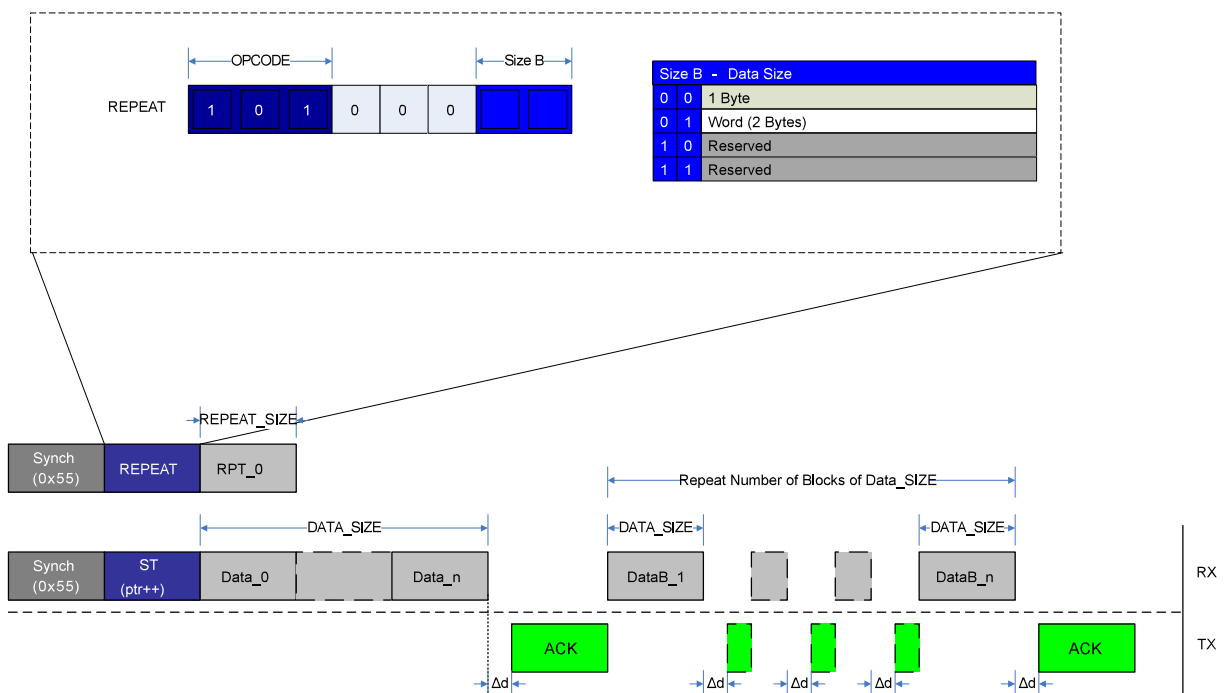 OPCODE
Size B
REPEAT
1 0 1 0 0 0
Size B - Data Size
0 0 1 Byte
0 1 Word (2 Bytes)
1 0 Reserved
1 1 Reserved
REPEAT_SIZE
Synch
(0x55)
REPEAT
RPT_0
Repeat Number of Blocks of Data_SIZE
DATA_SIZE
DATA_SIZE
DATA_SIZE
Synch
(0x55)
ST
(ptr++)
Data_0
Data_n
DataB_1
DataB_n
RX
ACK
ACK
TX
Δd
Δd
Δd
Δd
Δd